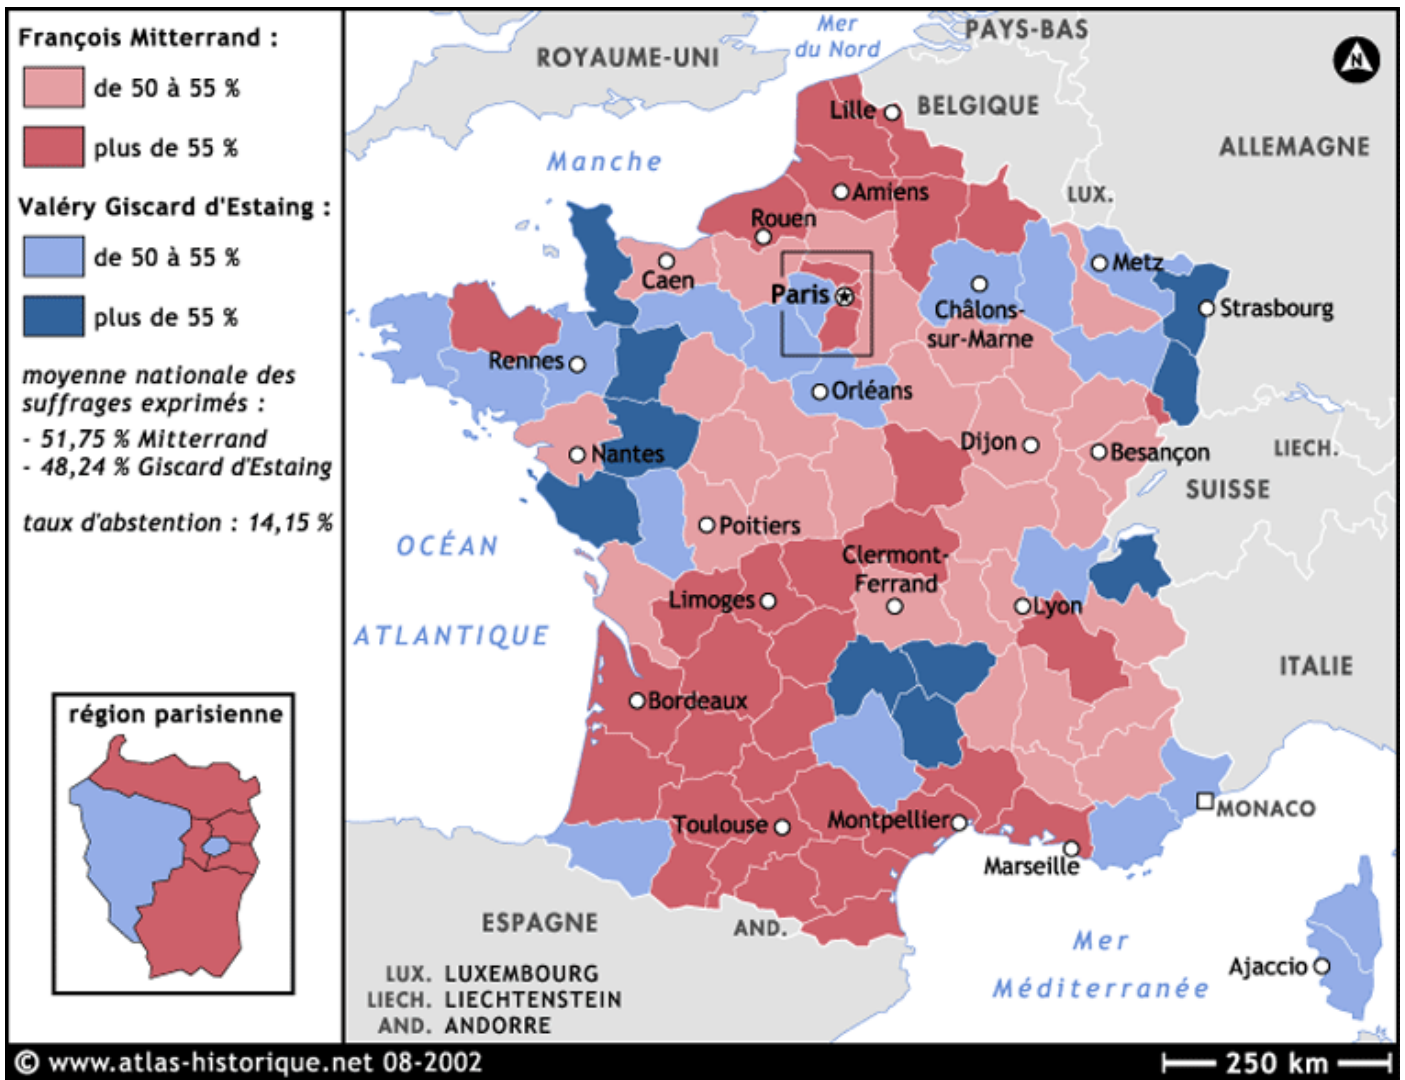 François Mitterrand :
de 50 à 55 %
plus de 55 %
Valéry Giscard d'Estaing :
de 50 à 55 %
plus de 55 %
moyenne nationale des
suffrages exprimés :
- 51,75 % Mitterrand
- 48,24 % Giscard d'Estaing
taux d'abstention : 14,15 %
région parisienne
Mer
du Nord
PAYS-BAS
ROYAUME-UNI
N
Lille
BELGIQUE
ALLEMAGNE
Manche
LUX.
Amiens
Rouen
Caen
Metz
Paris
Châlons-
sur-Marne
Strasbourg
Rennes
Orléans
Nantes
Dijon
Besançon
LIECH.
SUISSE
Poitiers
OCÉAN
ATLANTIQUE
Clermont-
Ferrand
Limoges
Lyon
ITALIE
Bordeaux
MONACO
Toulouse
Montpellier
Marseille
ESPAGNE
AND.
Mer
Méditerranée
Ajaccio
LUX. LUXEMBOURG
LIECH. LIECHTENSTEIN
AND. ANDORRE
© www.atlas-historique.net 08-2002
250 km